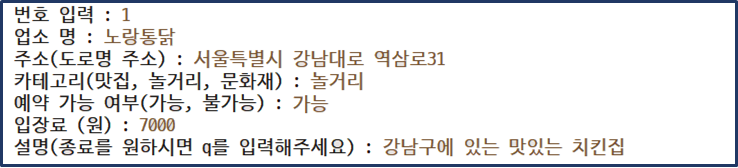 번호 입력 : 1
업소 명 : 노랑통닭
주소(도로명 주소) : 서울특별시 강남대로 역삼로31
카테고리(맛집, 놀거리, 문화재) : 놀거리
예약 가능 여부(가능, 불가능) : 가능
입장료 (원) : 7000
설명(종료를 원하시면 q를 입력해주세요) : 강남구에 있는 맛있는 치킨집